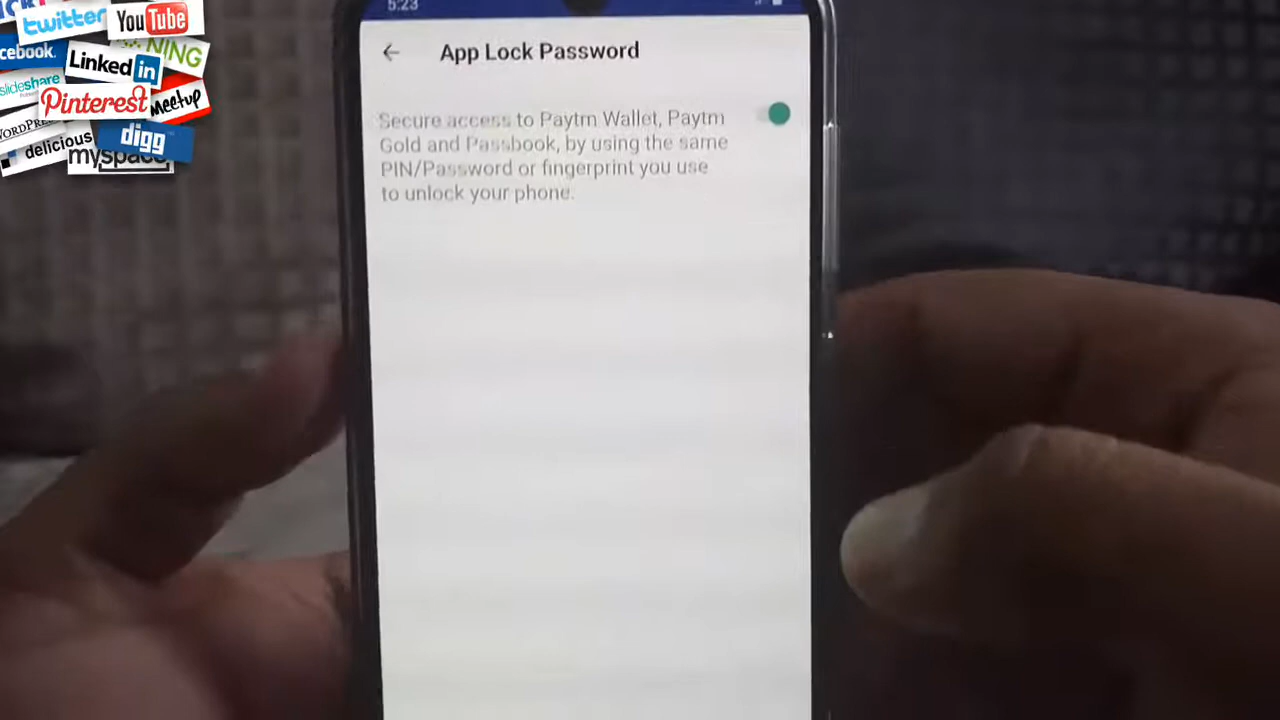 5:23
twitter
You Tube
NING
Linked in
slideshare
Pinterest
Meetup
digg
delicious
myspace
App Lock Password
Secure access to Paytm Wallet, Paytm
Gold and Passbook, by using the same
PIN/Password or fingerprint you use
to unlock your phone.